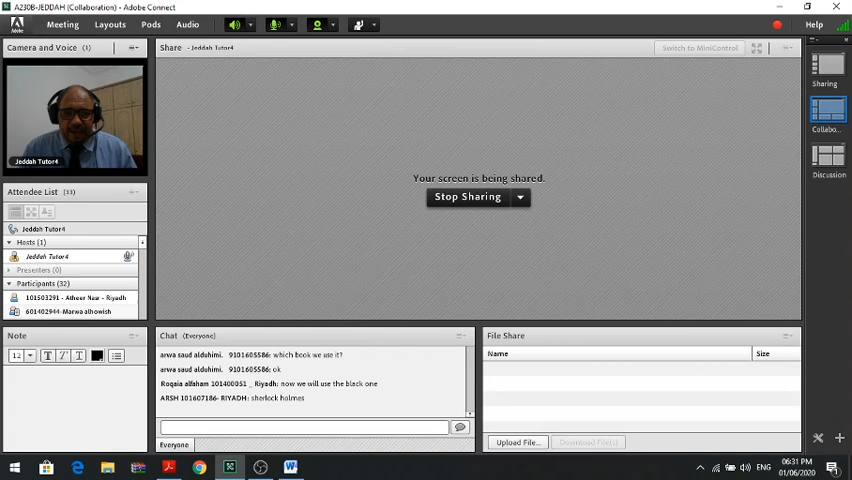 A230B-JEDDAH (Collaboration) - Adobe Connect
Adobe
Meeting
Layouts
Pods
Audio
Help
Camera and Voice (1)
Jeddah Tutor4
Attendee List (33)
Jeddah Tutor4
Hosts (1)
Jeddah Tutor4
Presenters (0)
Participants (32)
101503291 - Atheer Nasr - Riyadh
601402944-Marwa alhowish
Share - Jeddah Tutor4
Switch to MiniControl
Your screen is being shared.
Stop Sharing
Sharing
Collabo...
Discussion
Note
12
T T T
Chat (Everyone)
arwa saud alduhimi. 9101605586: which book we use it?
arwa saud alduhimi. 9101605586: ok
Roqaia alfaham 101400051 _ Riyadh: now we will use the black one
ARSH 101607186- RIYADH: sherlock holmes
Everyone
File Share
Name
Size
Upload File...
Download File(s)
ENG
06:31 PM
01/06/2020